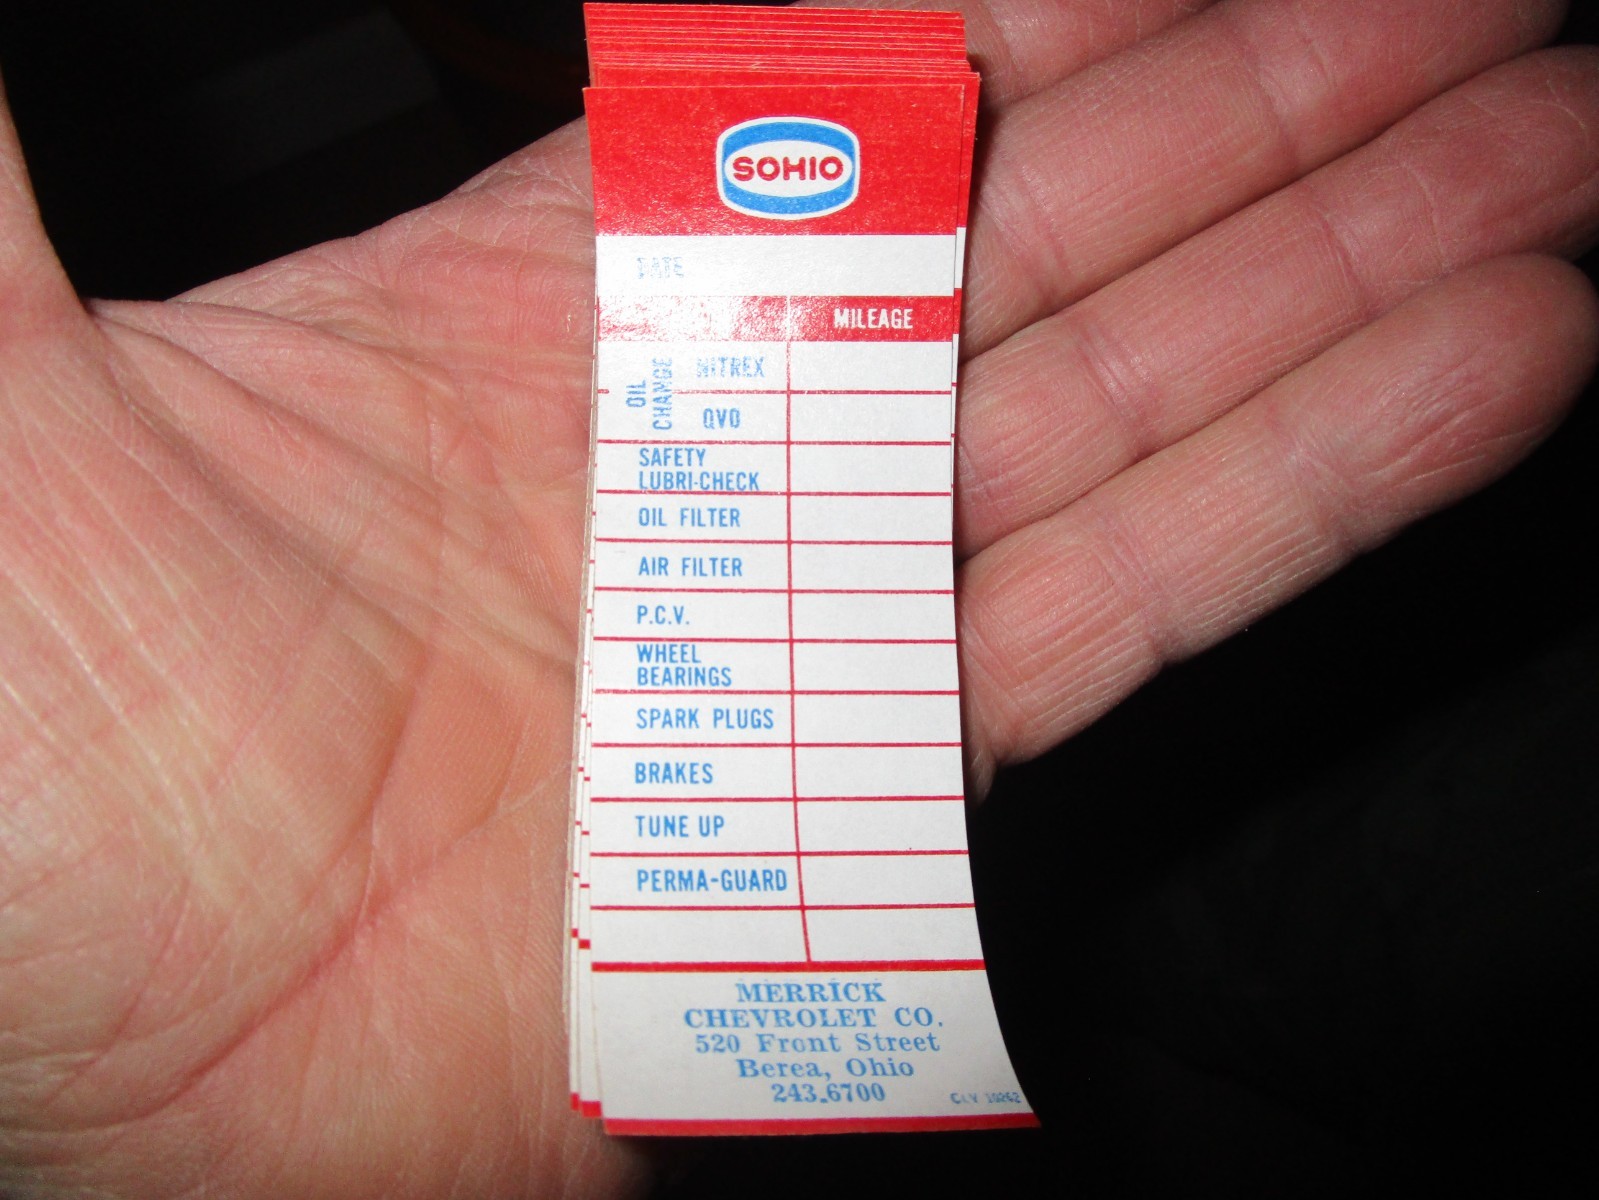 SOHIO
DATE
MILEAGE
OIL
CHANGE
NITREX
QVO
SAFETY
LUBRI-CHECK
OIL FILTER
AIR FILTER
P.C.V.
WHEEL
BEARINGS
SPARK PLUGS
BRAKES
TUNE UP
PERMA-GUARD
MERRICK
CHEVROLET CO.
520 Front Street
Berea, Ohio
243.6700